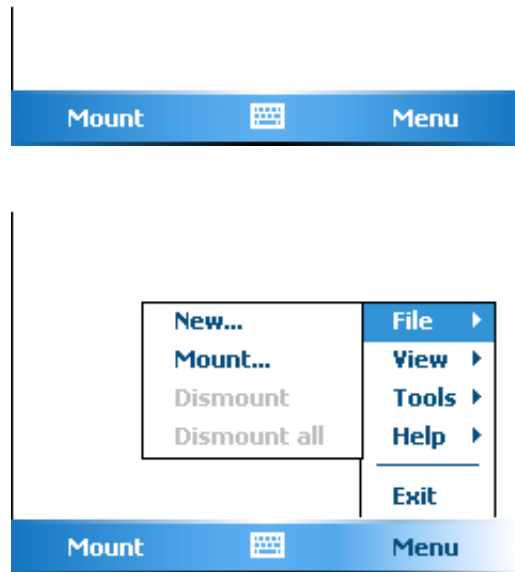 Mount Menu
New... File
Mount... View
Dismount Tools
Dismount all Help
Exit
Mount Menu